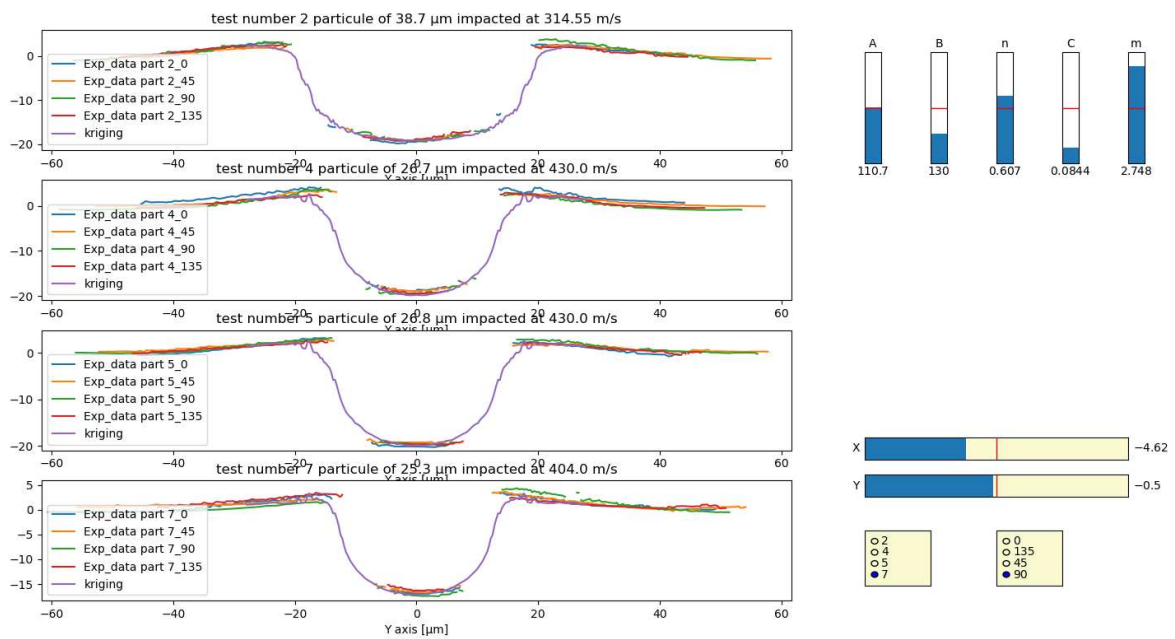 test number 2 particule of 38.7 µm impacted at 314.55 m/s
0
−10
−20
Exp_data part 2_0
Exp_data part 2_45
Exp_data part 2_90
Exp_data part 2_135
kriging
−60 −40 −20 0 20 40 60
Y axis [µm]
test number 4 particule of 26.7 µm impacted at 430.0 m/s
0
−10
−20
Exp_data part 4_0
Exp_data part 4_45
Exp_data part 4_90
Exp_data part 4_135
kriging
−60 −40 −20 0 20 40 60
Y axis [µm]
test number 5 particule of 26.8 µm impacted at 430.0 m/s
0
−10
−20
Exp_data part 5_0
Exp_data part 5_45
Exp_data part 5_90
Exp_data part 5_135
kriging
−60 −40 −20 0 20 40 60
Y axis [µm]
test number 7 particule of 25.3 µm impacted at 404.0 m/s
5
0
−5
−10
−15
Exp_data part 7_0
Exp_data part 7_45
Exp_data part 7_90
Exp_data part 7_135
kriging
−60 −40 −20 0 20 40 60
Y axis [µm]
A B n C m
110.7 130 0.607 0.0844 2.748
X −4.62
Y −0.5
2
4
5
7
0
135
45
90